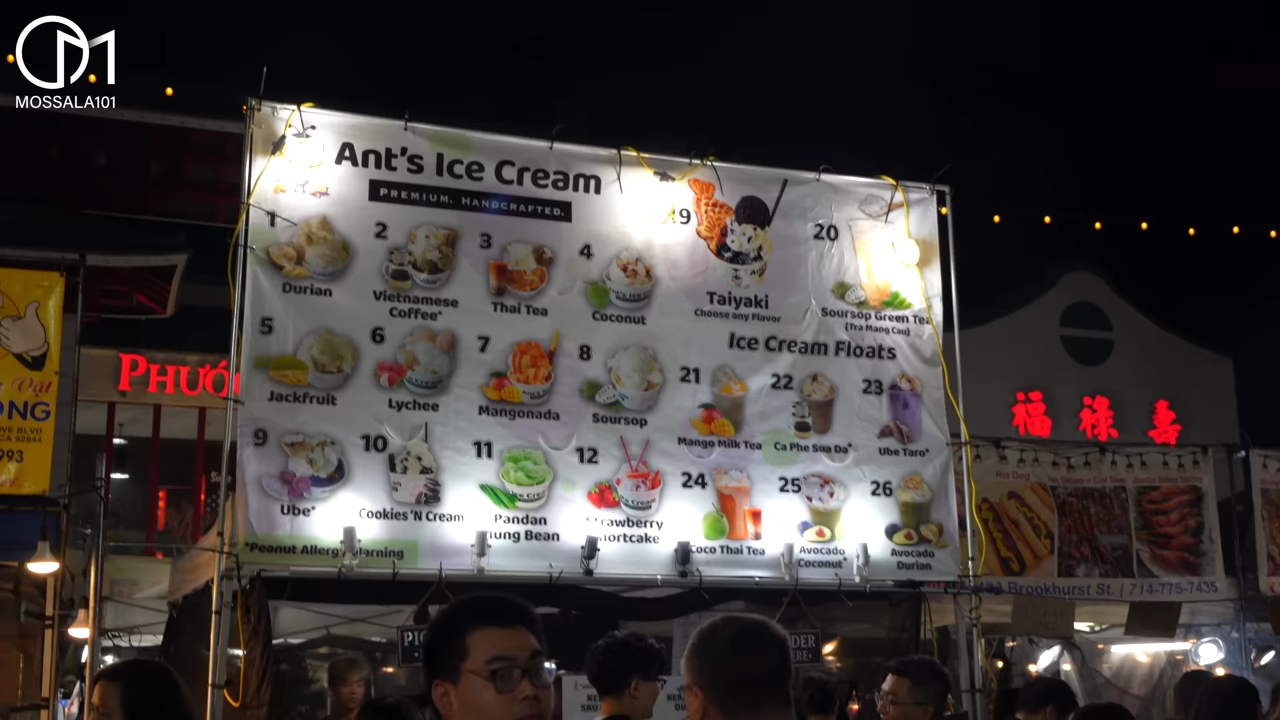 MOSSALA101
Ant's Ice Cream
PREMIUM. HANDCRAFTED.
1
Durian
2
Vietnamese
Coffee*
3
Thai Tea
4
Coconut
19
Taiyaki
Choose any Flavor
20
Soursop Green Tea
(Tra Mang Cau)
5
Jackfruit
6
Lychee
7
Mangonada
8
Soursop
Ice Cream Floats
21
Mango Milk Tea
22
Ca Phe Sua Da*
23
Ube Taro*
9
Ube*
10
Cookies 'N Cream
11
Pandan
Mung Bean
12
Strawberry
Shortcake
24
Coco Thai Tea
25
Avocado
Coconut*
26
Avocado
Durian
*Peanut Allergy Warning
PHƯỚ
Vặt
ONG
OVE BLVD
CA 92844
993
福 祿 壽
Hot Dog
Brookhurst St. | 714-775-7435